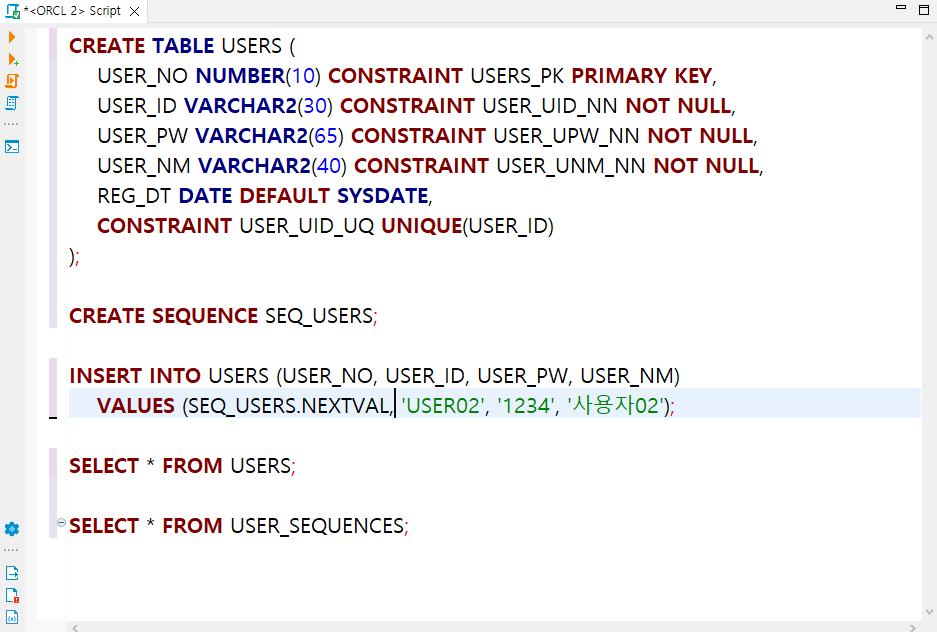 *<ORCL 2> Script
CREATE TABLE USERS (
USER_NO NUMBER(10) CONSTRAINT USERS_PK PRIMARY KEY,
USER_ID VARCHAR2(30) CONSTRAINT USER_UID_NN NOT NULL,
USER_PW VARCHAR2(65) CONSTRAINT USER_UPW_NN NOT NULL,
USER_NM VARCHAR2(40) CONSTRAINT USER_UNM_NN NOT NULL,
REG_DT DATE DEFAULT SYSDATE,
CONSTRAINT USER_UID_UQ UNIQUE(USER_ID)
);
CREATE SEQUENCE SEQ_USERS;
INSERT INTO USERS (USER_NO, USER_ID, USER_PW, USER_NM)
VALUES (SEQ_USERS.NEXTVAL, 'USER02', '1234', '사용자02');
SELECT * FROM USERS;
SELECT * FROM USER_SEQUENCES;